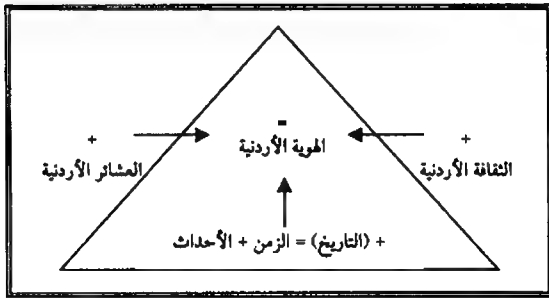 =
+
الثقافة الأردنية
الهوية الأردنية
+
العشائر الأردنية
+ (التاريخ) = الزمن + الأحداث